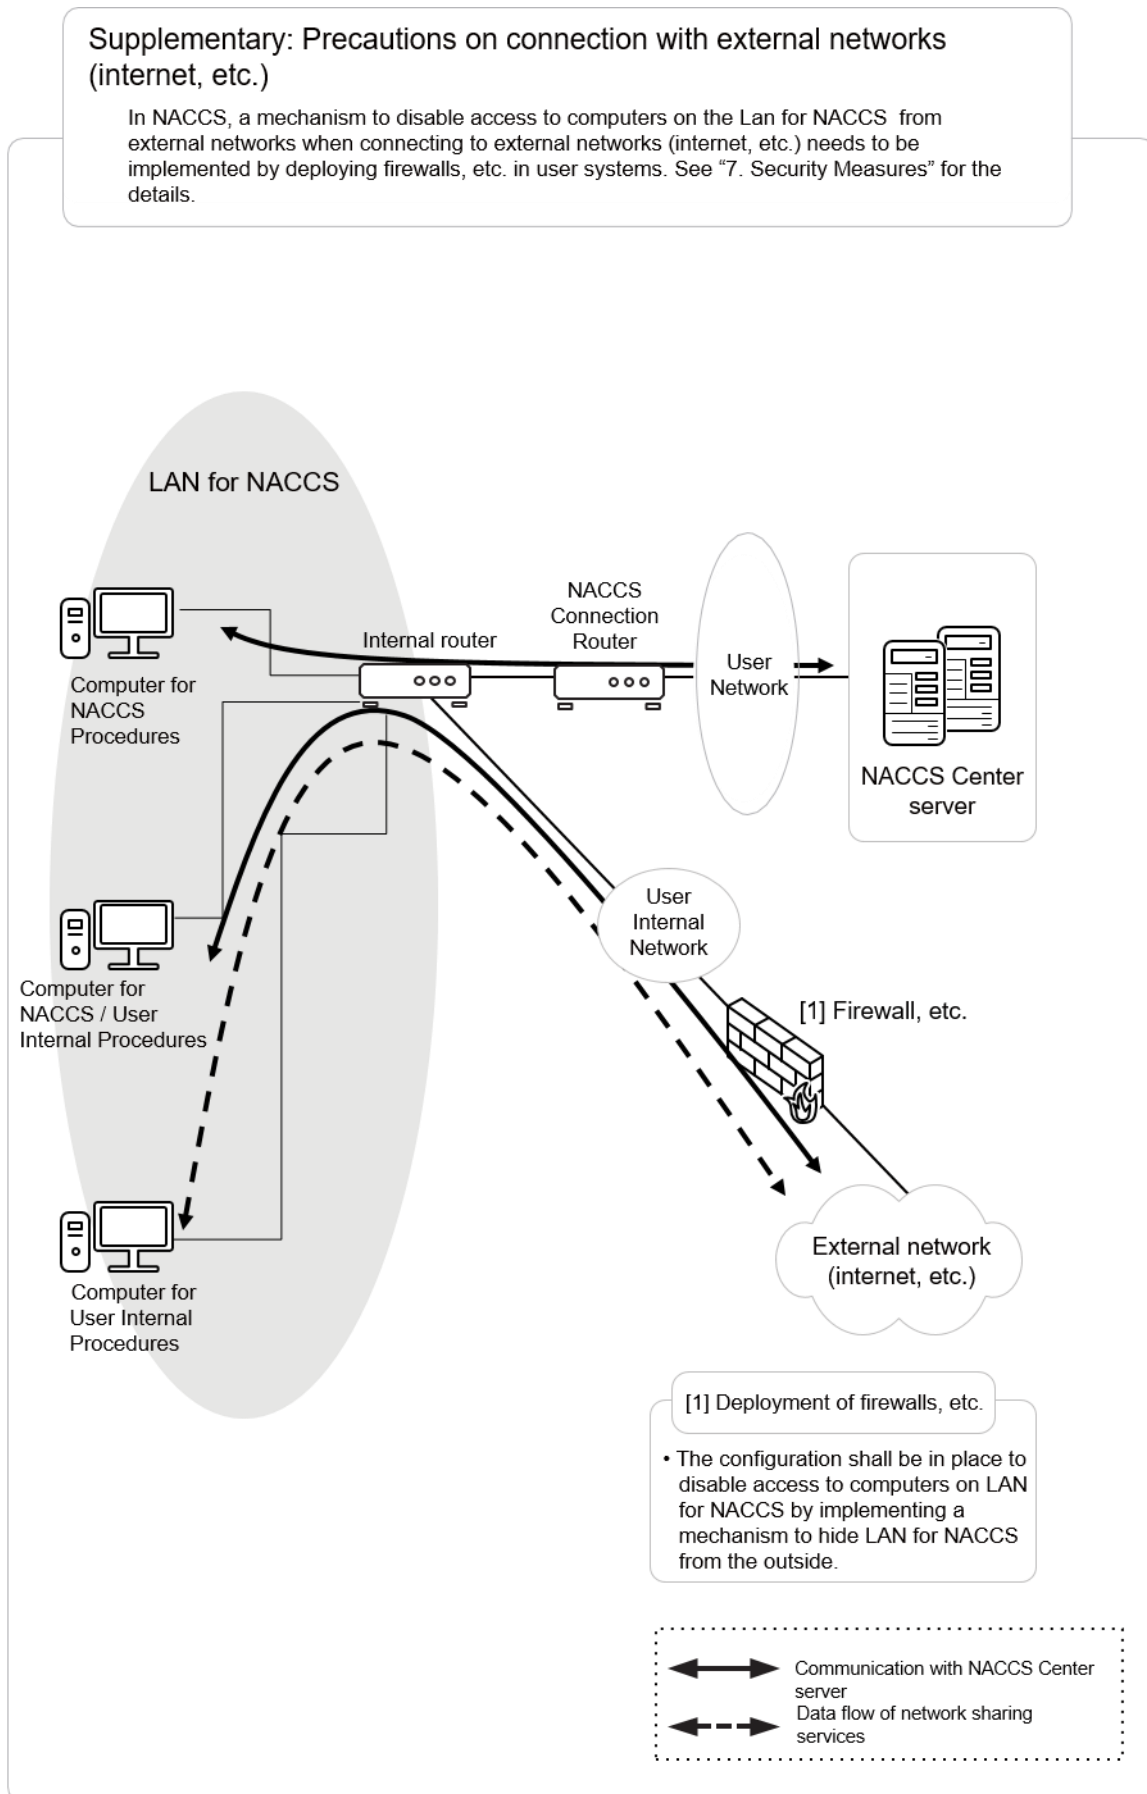 Supplementary: Precautions on connection with external networks
(internet, etc.)
In NACCS, a mechanism to disable access to computers on the Lan for NACCS from
external networks when connecting to external networks (internet, etc.) needs to be
implemented by deploying firewalls, etc. in user systems. See “7. Security Measures” for the
details.
LAN for NACCS
NACCS
Connection
Router
Internal router
User
Network
Computer for
NACCS
Procedures
NACCS Center
server
User
Internal
Network
Computer for
NACCS / User
Internal Procedures
[1] Firewall, etc.
External network
(internet, etc.)
Computer for
User Internal
Procedures
[1] Deployment of firewalls, etc.
• The configuration shall be in place to
disable access to computers on LAN
for NACCS by implementing a
mechanism to hide LAN for NACCS
from the outside.
Communication with NACCS Center
server
Data flow of network sharing
services